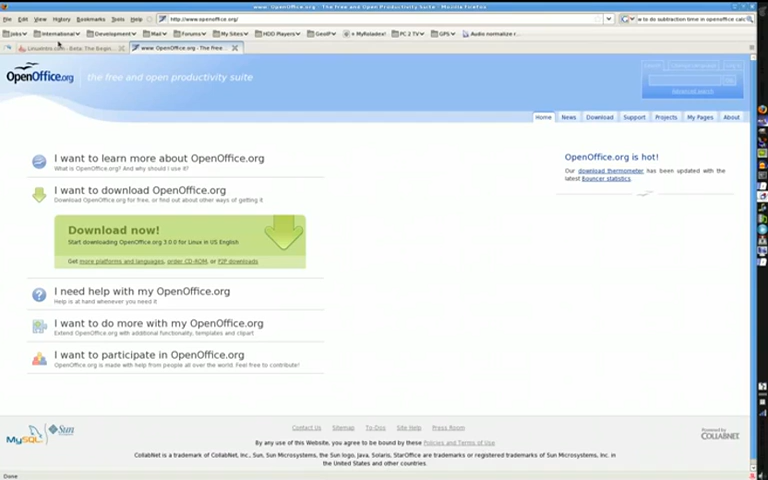 www. OpenOffice.org - The Free and Open Productivity Suite - Mozilla Firefox
File Edit View History Bookmarks Tools Help
http://www.openoffice.org/
w to do subtraction time in openoffice calc
Jobs International Development Mail Forums My Sites HDD Players GeoIP My Roladex! PC 2 TV GPS Audio normalize r...
www. OpenOffice.org - The Free ...
OpenOffice.org
the free and open productivity suite
Advanced search
Home News Download Support Projects My Pages About
I want to learn more about OpenOffice.org
What is OpenOffice.org? And why should I use it?
I want to download OpenOffice.org
Download OpenOffice.org for free, or find out about other ways of getting it
Download now!
Start downloading OpenOffice.org 3.0.0 for Linux in US English
Get more platforms and languages, order CD-ROM, or P2P downloads
I need help with my OpenOffice.org
Help is at hand whenever you need it
I want to do more with my OpenOffice.org
Extend OpenOffice.org with additional functionality, templates and clipart
I want to participate in OpenOffice.org
OpenOffice.org is made with help from people all over the world. Feel free to contribute!
OpenOffice.org is hot!
Our download thermometer has been updated with the
latest Bouncer statistics.
MySQL Sun
Contact Us Sitemap To-Dos Site Help Press Room
By any use of this Website, you agree to be bound by these Policies and Terms of Use
CollabNet is a trademark of CollabNet, Inc., Sun, Sun Microsystems, the Sun logo, Java, Solaris, StarOffice are trademarks or registered trademarks of Sun Microsystems, Inc. in
the United States and other countries.
Powered by
COLLABNET
Done